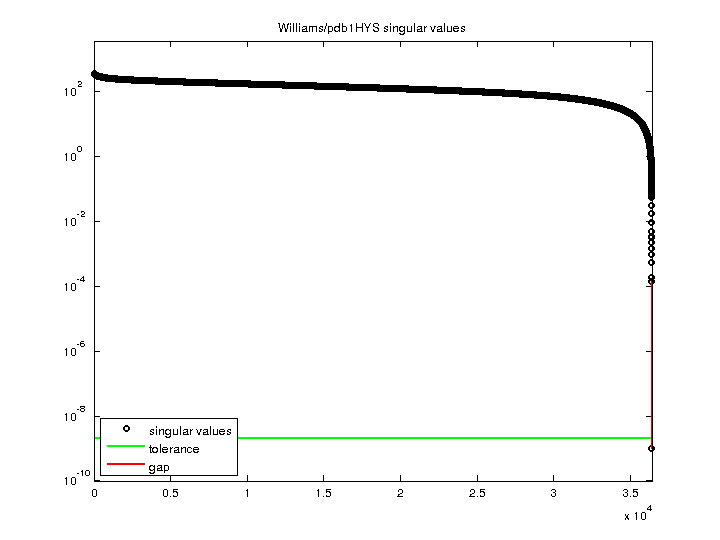 Williams/pdb1HYS singular values
10^2
10^0
10^-2
10^-4
10^-6
10^-8
10^-10
singular values
tolerance
gap
0 0.5 1 1.5 2 2.5 3 3.5
x 10^4